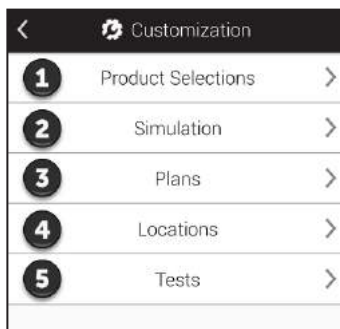 Customization
1 Product Selections
2 Simulation
3 Plans
4 Locations
5 Tests